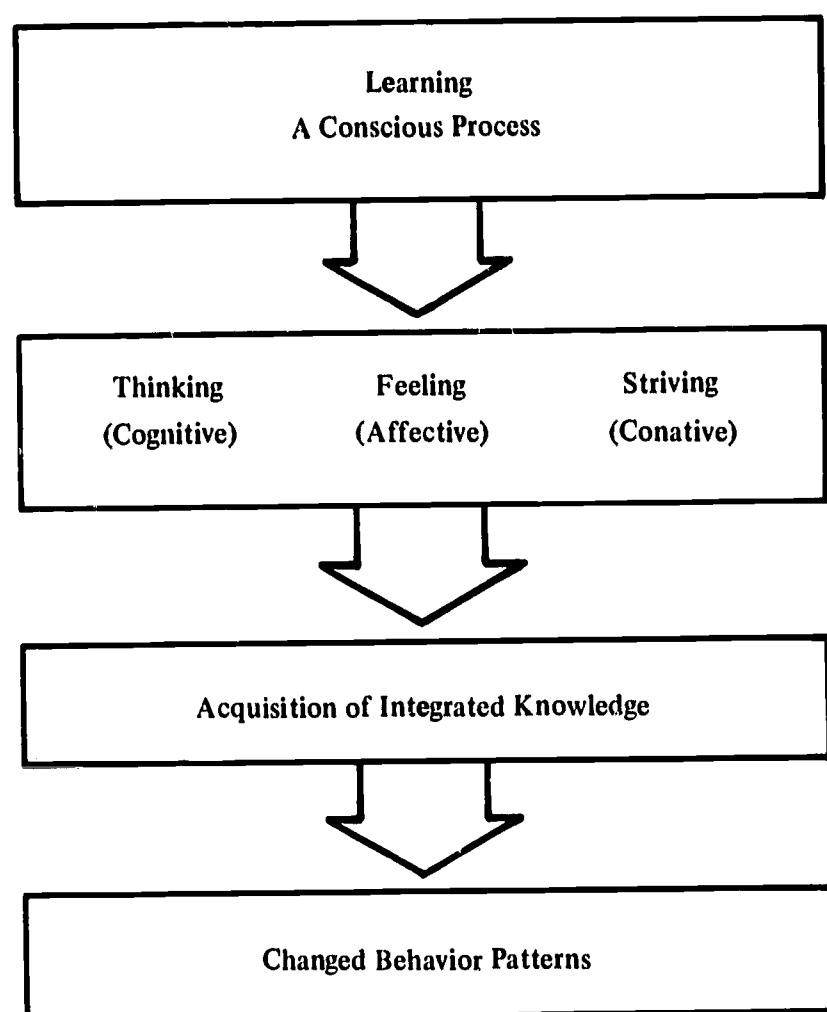 Learning
A Conscious Process
Thinking Feeling Striving
(Cognitive) (Affective) (Conative)
Acquisition of Integrated Knowledge
Changed Behavior Patterns